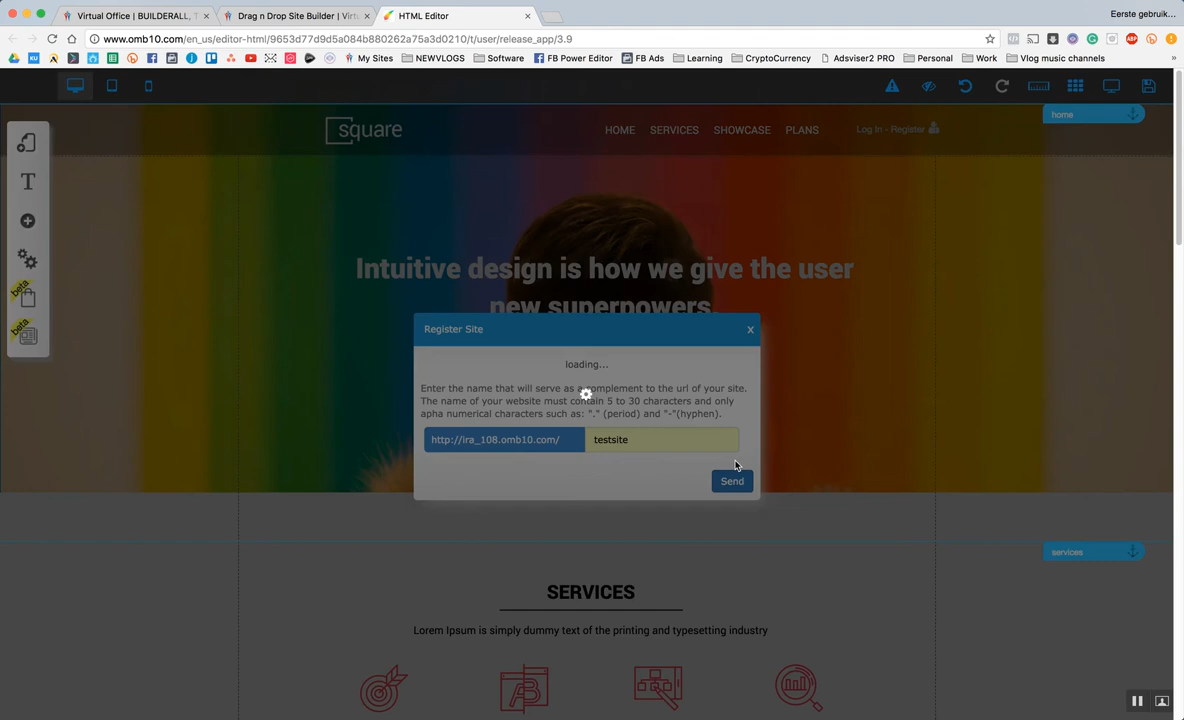 Virtual Office | BUILDERALL, T
Drag n Drop Site Builder | Virtu
HTML Editor
Eerste gebruik...
www.omb10.com/en_us/editor-html/9653d77d9d5a084b880262a75a3d0210/t/user/release_app/3.9
My Sites
NEWVLOGS
Software
FB Power Editor
FB Ads
Learning
CryptoCurrency
Adsviser2 PRO
Personal
Work
Vlog music channels
»
square
HOME
SERVICES
SHOWCASE
PLANS
Log In - Register
home
beta
beta
Intuitive design is how we give the user
new superpowers.
Register Site
x
loading...
Enter the name that will serve as a complement to the url of your site.
The name of your website must contain 5 to 30 characters and only
apha numerical characters such as: "." (period) and "-"(hyphen).
http://ira_108.omb10.com/
testsite
Send
services
SERVICES
Lorem Ipsum is simply dummy text of the printing and typesetting industry